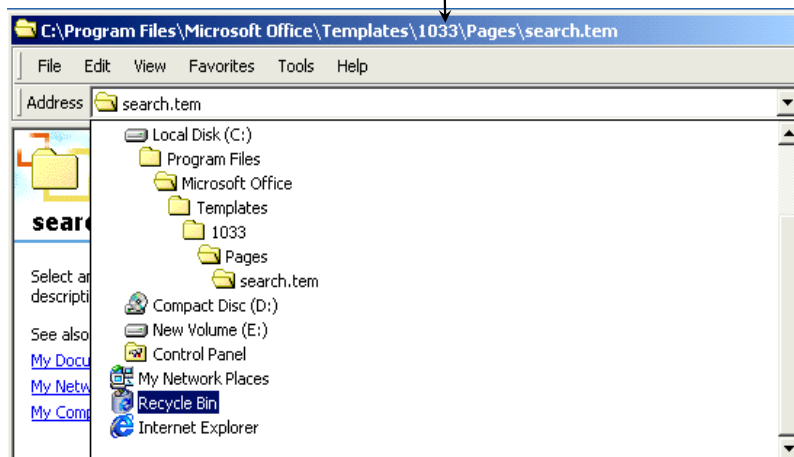 C:\Program Files\Microsoft Office\Templates\1033\Pages\search.tem
File Edit View Favorites Tools Help
Address search.tem
Local Disk (C:)
Program Files
Microsoft Office
Templates
1033
Pages
search.tem
Compact Disc (D:)
New Volume (E:)
Control Panel
My Network Places
Recycle Bin
Internet Explorer
sear
Select an
descripti
See also
My Docu
My Netw
My Comp